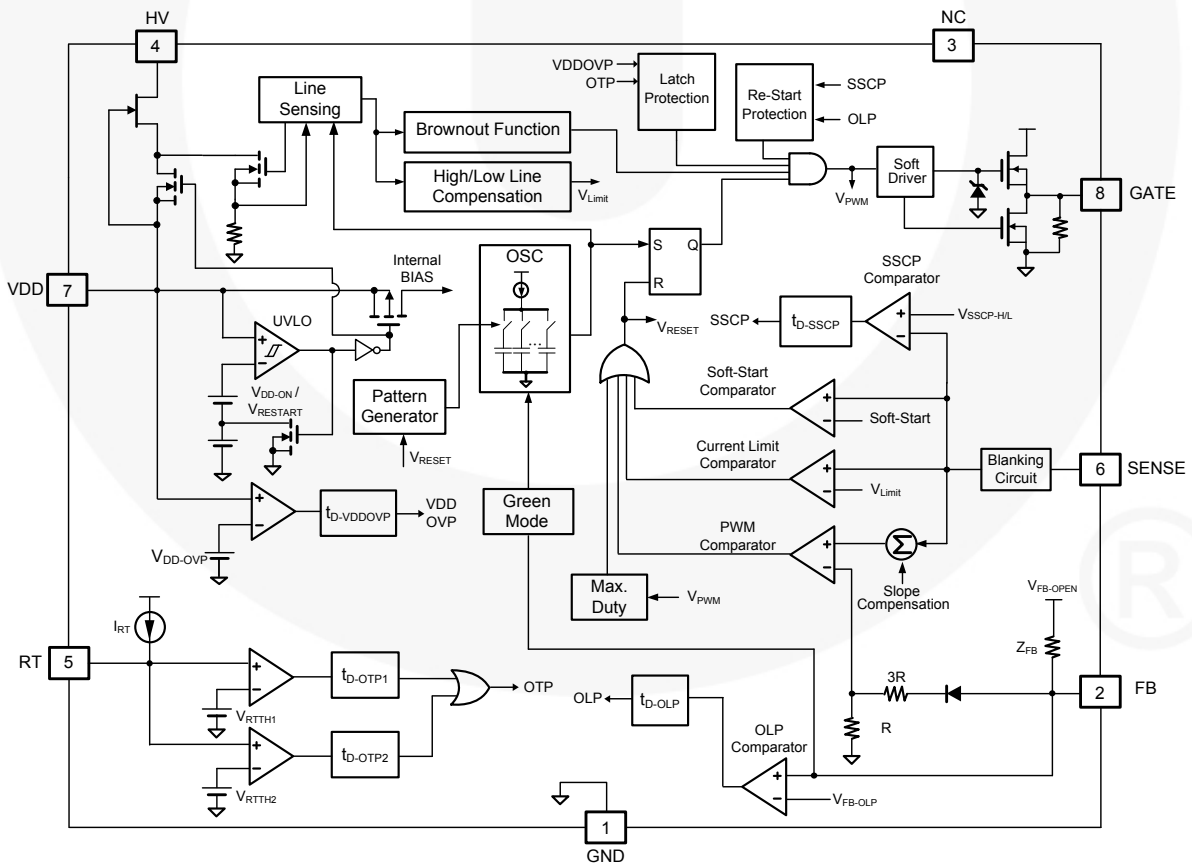 HV
4
NC
3
VDDOVP
OTP
Latch
Protection
Re-Start
Protection
SSCP
OLP
Line
Sensing
Brownout Function
High/Low Line
Compensation
VLimit
Soft
Driver
VPWM
8
GATE
S
Q
R
VRESET
OSC
...
Internal
BIAS
VDD
7
UVLO
VDD-ON /
VRESTART
Pattern
Generator
VRESET
SSCP
Comparator
SSCP
tD-SSCP
VSSCP-H/L
Soft-Start
Comparator
Soft-Start
Current Limit
Comparator
VLimit
Blanking
Circuit
6
SENSE
tD-VDDOVP
VDD
OVP
VDD-OVP
Green
Mode
PWM
Comparator
Σ
Slope
Compensation
Max.
Duty
VPWM
VFB-OPEN
ZFB
®
IRT
RT
5
tD-OTP1
VRTTH1
OTP
tD-OTP2
VRTTH2
3R
R
2
FB
OLP
tD-OLP
OLP
Comparator
VFB-OLP
1
GND
+
−
+
−
+
−
+
−
+
−
+
−
+
−
+
−
+
−